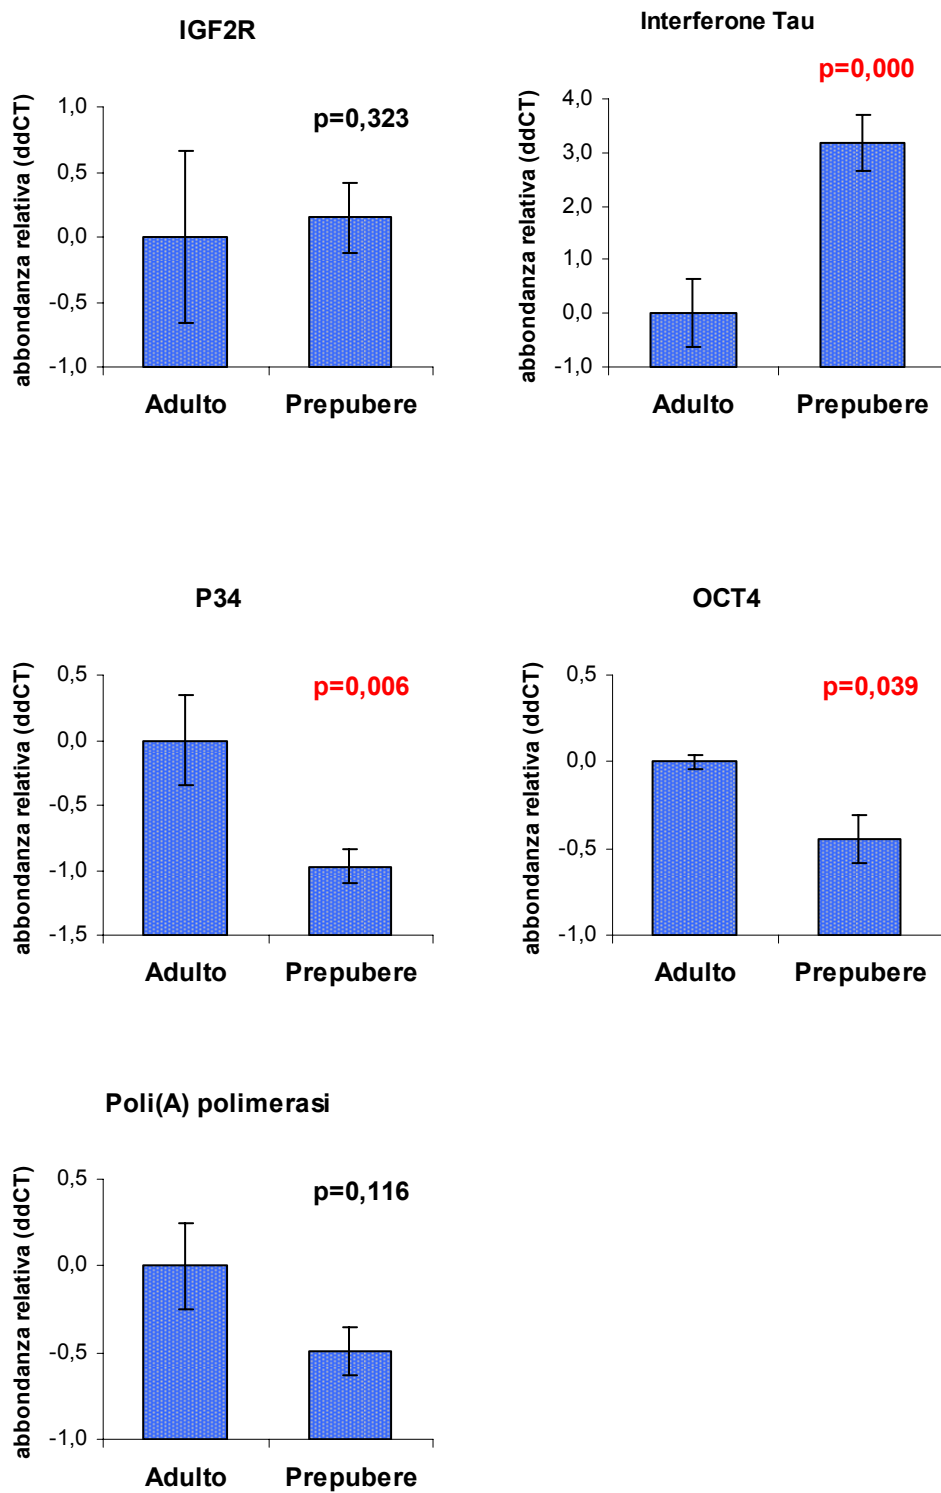 IGF2R
abbondanza relativa (ddCT)
1,0
0,5
0,0
-0,5
-1,0
p=0,323
Adulto Prepubere
Interferone Tau
abbondanza relativa (ddCT)
4,0
3,0
2,0
1,0
0,0
-1,0
p=0,000
Adulto Prepubere
P34
abbondanza relativa (ddCT)
0,5
0,0
-0,5
-1,0
-1,5
p=0,006
Adulto Prepubere
OCT4
abbondanza relativa (ddCT)
0,5
0,0
-0,5
-1,0
p=0,039
Adulto Prepubere
Poli(A) polimerasi
abbondanza relativa (ddCT)
0,5
0,0
-0,5
-1,0
p=0,116
Adulto Prepubere